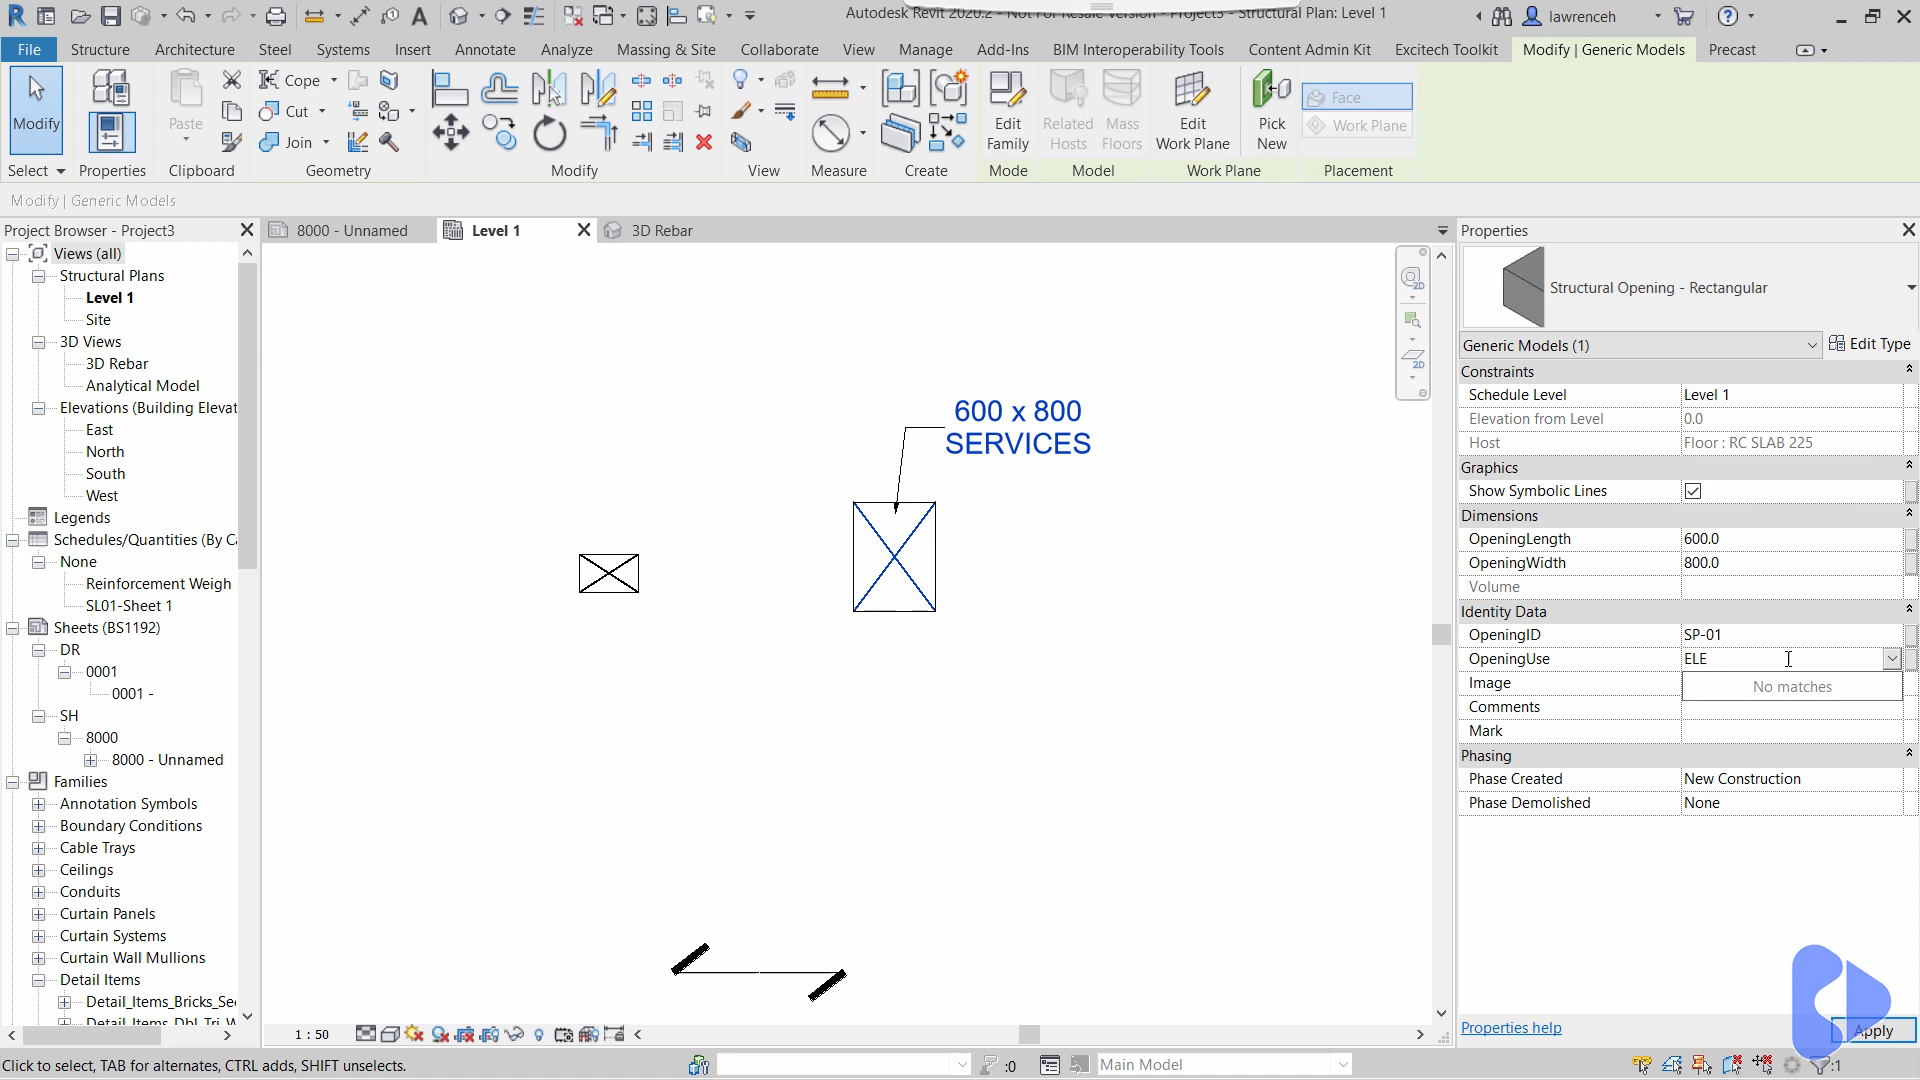 Autodesk Revit 2020.2 - Not For Resale Version - Project3 - Structural Plan: Level 1
lawrenceh
File Structure Architecture Steel Systems Insert Annotate Analyze Massing & Site Collaborate View Manage Add-Ins BIM Interoperability Tools Content Admin Kit Excitech Toolkit Modify | Generic Models Precast
Modify
Paste
Cope
Cut
Join
Edit Family
Related Hosts
Mass Floors
Edit Work Plane
Pick New
Face
Work Plane
Select Properties Clipboard Geometry Modify View Measure Create Mode Model Work Plane Placement
Modify | Generic Models
Project Browser - Project3
Views (all)
Structural Plans
Level 1
Site
3D Views
3D Rebar
Analytical Model
Elevations (Building Elevat
East
North
South
West
Legends
Schedules/Quantities (By Ca
None
Reinforcement Weigh
SL01-Sheet 1
Sheets (BS1192)
DR
0001
0001 -
SH
8000
8000 - Unnamed
Families
Annotation Symbols
Boundary Conditions
Cable Trays
Ceilings
Conduits
Curtain Panels
Curtain Systems
Curtain Wall Mullions
Detail Items
Detail_Items_Bricks_Se
8000 - Unnamed
Level 1
3D Rebar
2D
2D
600 x 800
SERVICES
1 : 50
Properties
Structural Opening - Rectangular
Generic Models (1)
Edit Type
Constraints
Schedule Level Level 1
Elevation from Level 0.0
Host Floor : RC SLAB 225
Graphics
Show Symbolic Lines
Dimensions
OpeningLength 600.0
OpeningWidth 800.0
Volume
Identity Data
OpeningID SP-01
OpeningUse ELE
Image
No matches
Comments
Mark
Phasing
Phase Created New Construction
Phase Demolished None
Properties help
Apply
Click to select, TAB for alternates, CTRL adds, SHIFT unselects.
:0
Main Model
:1